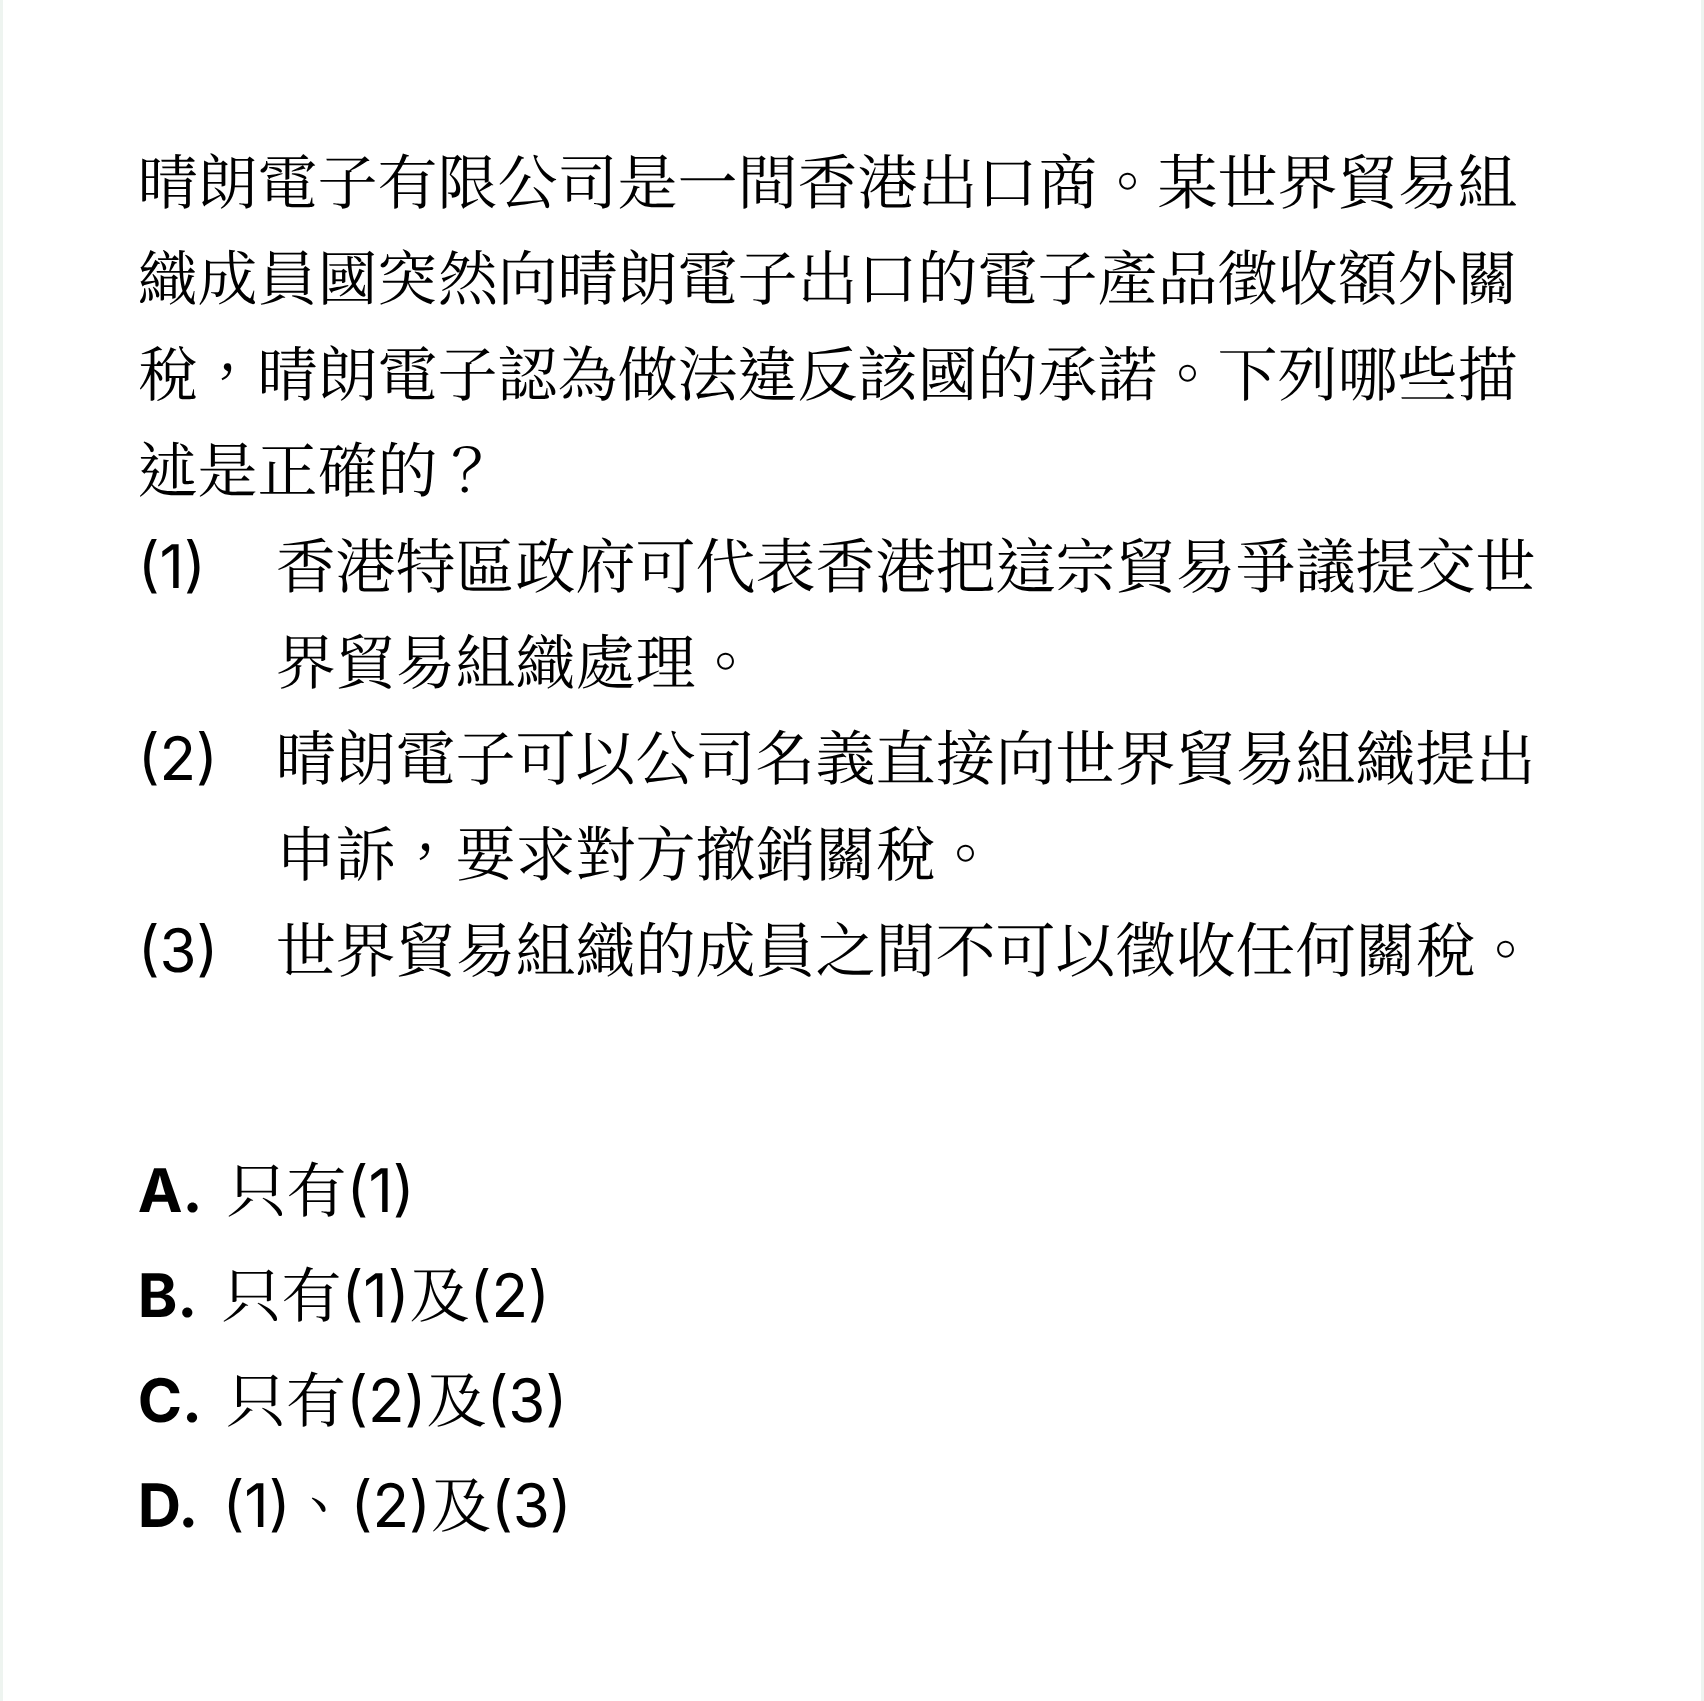 晴朗電子有限公司是一間香港出口商。某世界貿易組
織成員國突然向晴朗電子出口的電子產品徵收額外關
稅，晴朗電子認為做法違反該國的承諾。下列哪些描
述是正確的？
(1) 香港特區政府可代表香港把這宗貿易爭議提交世
界貿易組織處理。
(2) 晴朗電子可以公司名義直接向世界貿易組織提出
申訴，要求對方撤銷關稅。
(3) 世界貿易組織的成員之間不可以徵收任何關稅。
A. 只有(1)
B. 只有(1)及(2)
C. 只有(2)及(3)
D. (1)、(2)及(3)